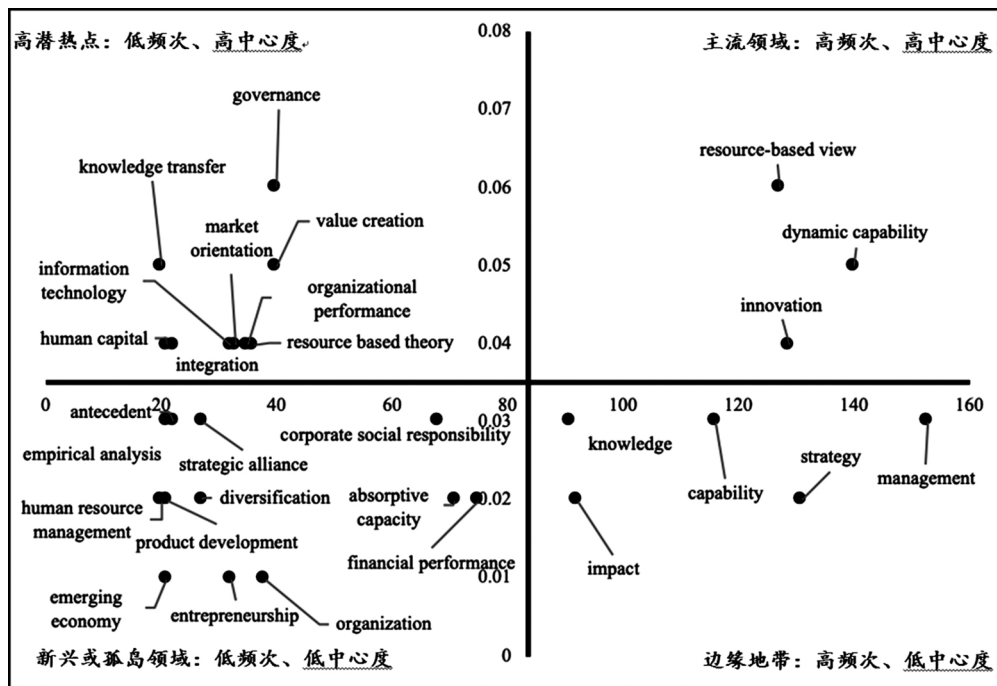 高潜热点：低频次、高中心度
0.08
主流领域：高频次、高中心度
governance
0.07
knowledge transfer
resource-based view
0.06
market
orientation
value creation
dynamic capability
information
technology
0.05
organizational
performance
innovation
human capital
resource based theory
0.04
integration
0
20
40
60
80
100
120
140
160
antecedent
corporate social responsibility
0.03
empirical analysis
strategic alliance
knowledge
capability
strategy
management
human resource
management
diversification
absorptive
capacity
0.02
product development
financial performance
impact
0.01
emerging
economy
entrepreneurship
organization
新兴或孤岛领域：低频次、低中心度
0
边缘地带：高频次、低中心度